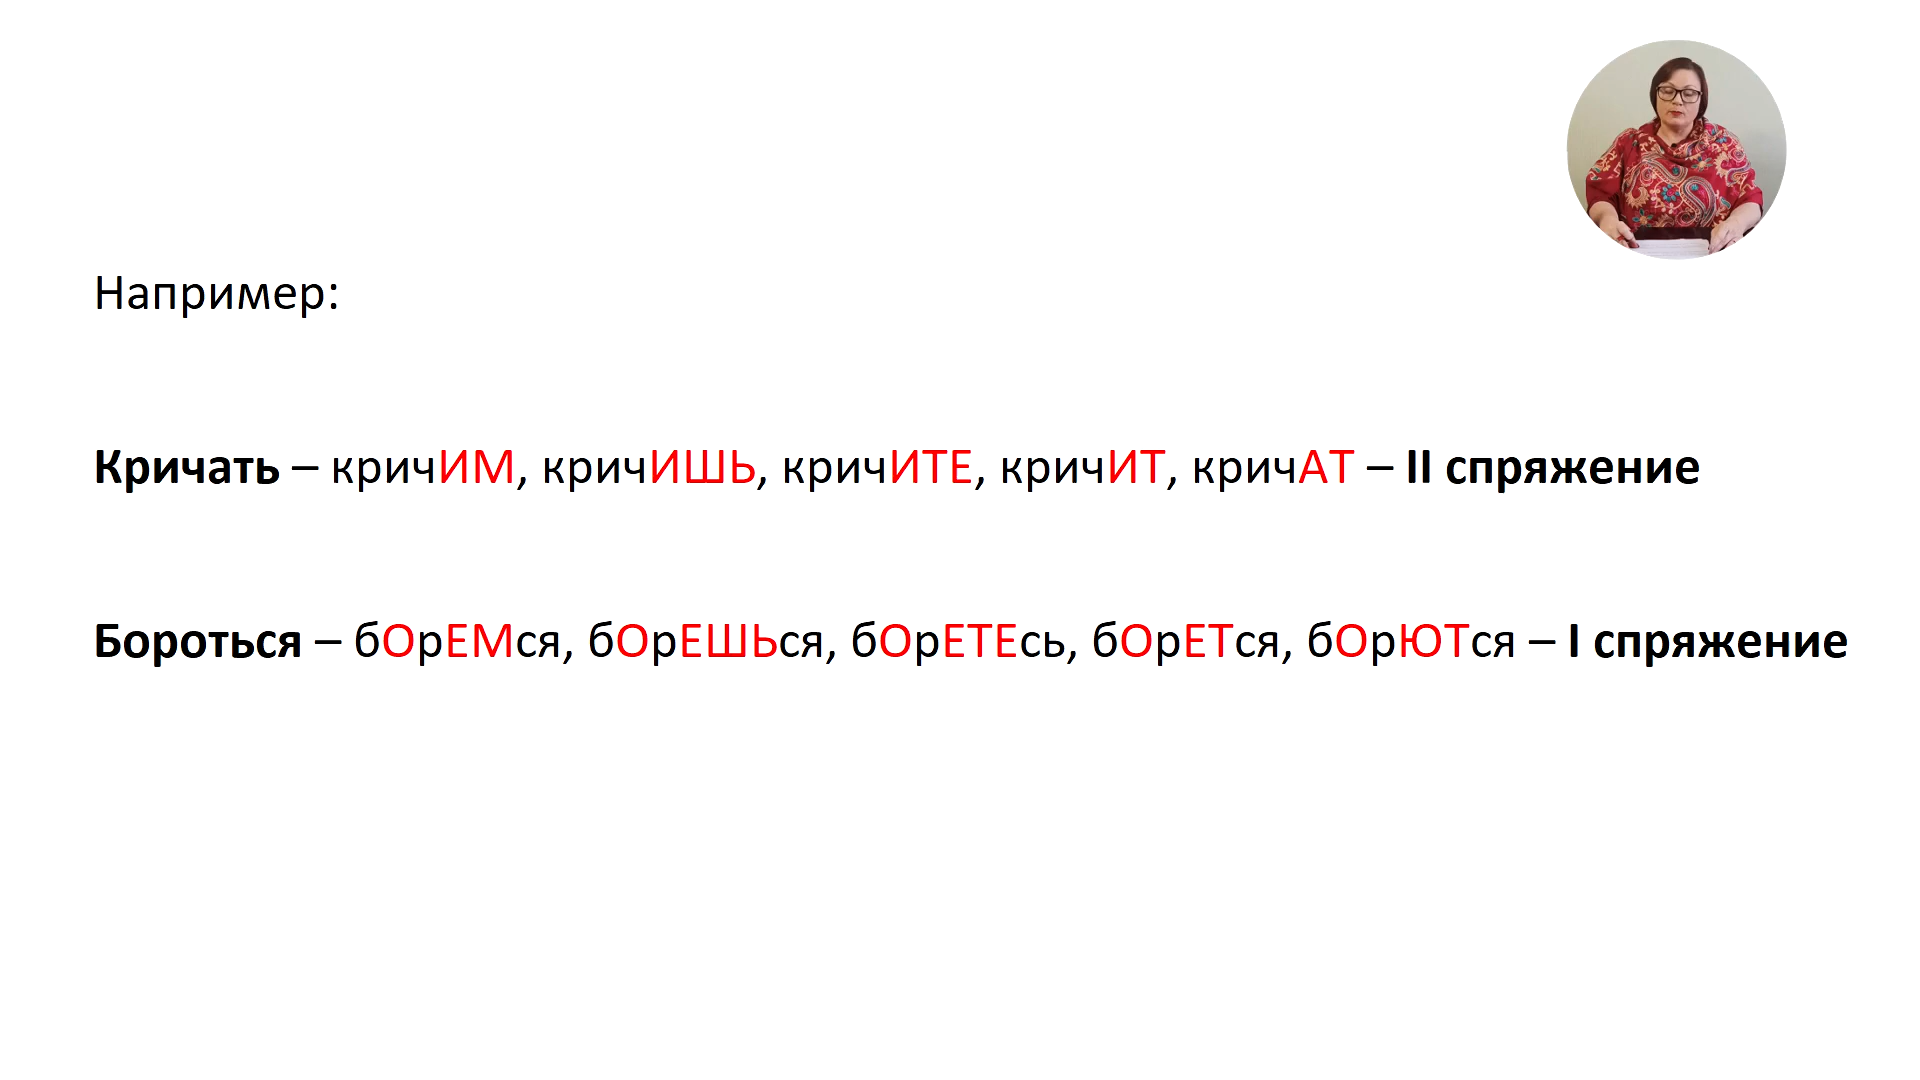 Например:
Кричать – кричИМ, кричИШЬ, кричИТЕ, кричИТ, кричАТ – II спряжение
Бороться – бОрЕМся, бОрЕШЬся, бОрЕТЕсь, бОрЕТся, бОрЮТся – I спряжение